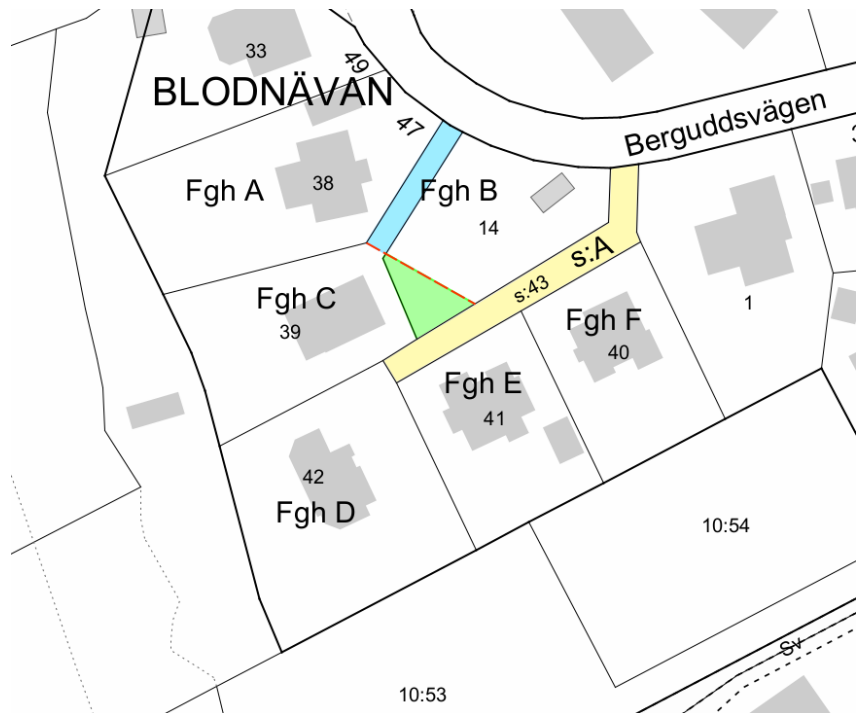 33
49
BLODNÄVAN
47
Berguddsvägen
Fgh A
38
Fgh B
14
s:A
s:43
Fgh C
39
1
Fgh F
40
Fgh E
41
42
Fgh D
10:54
Sv
10:53